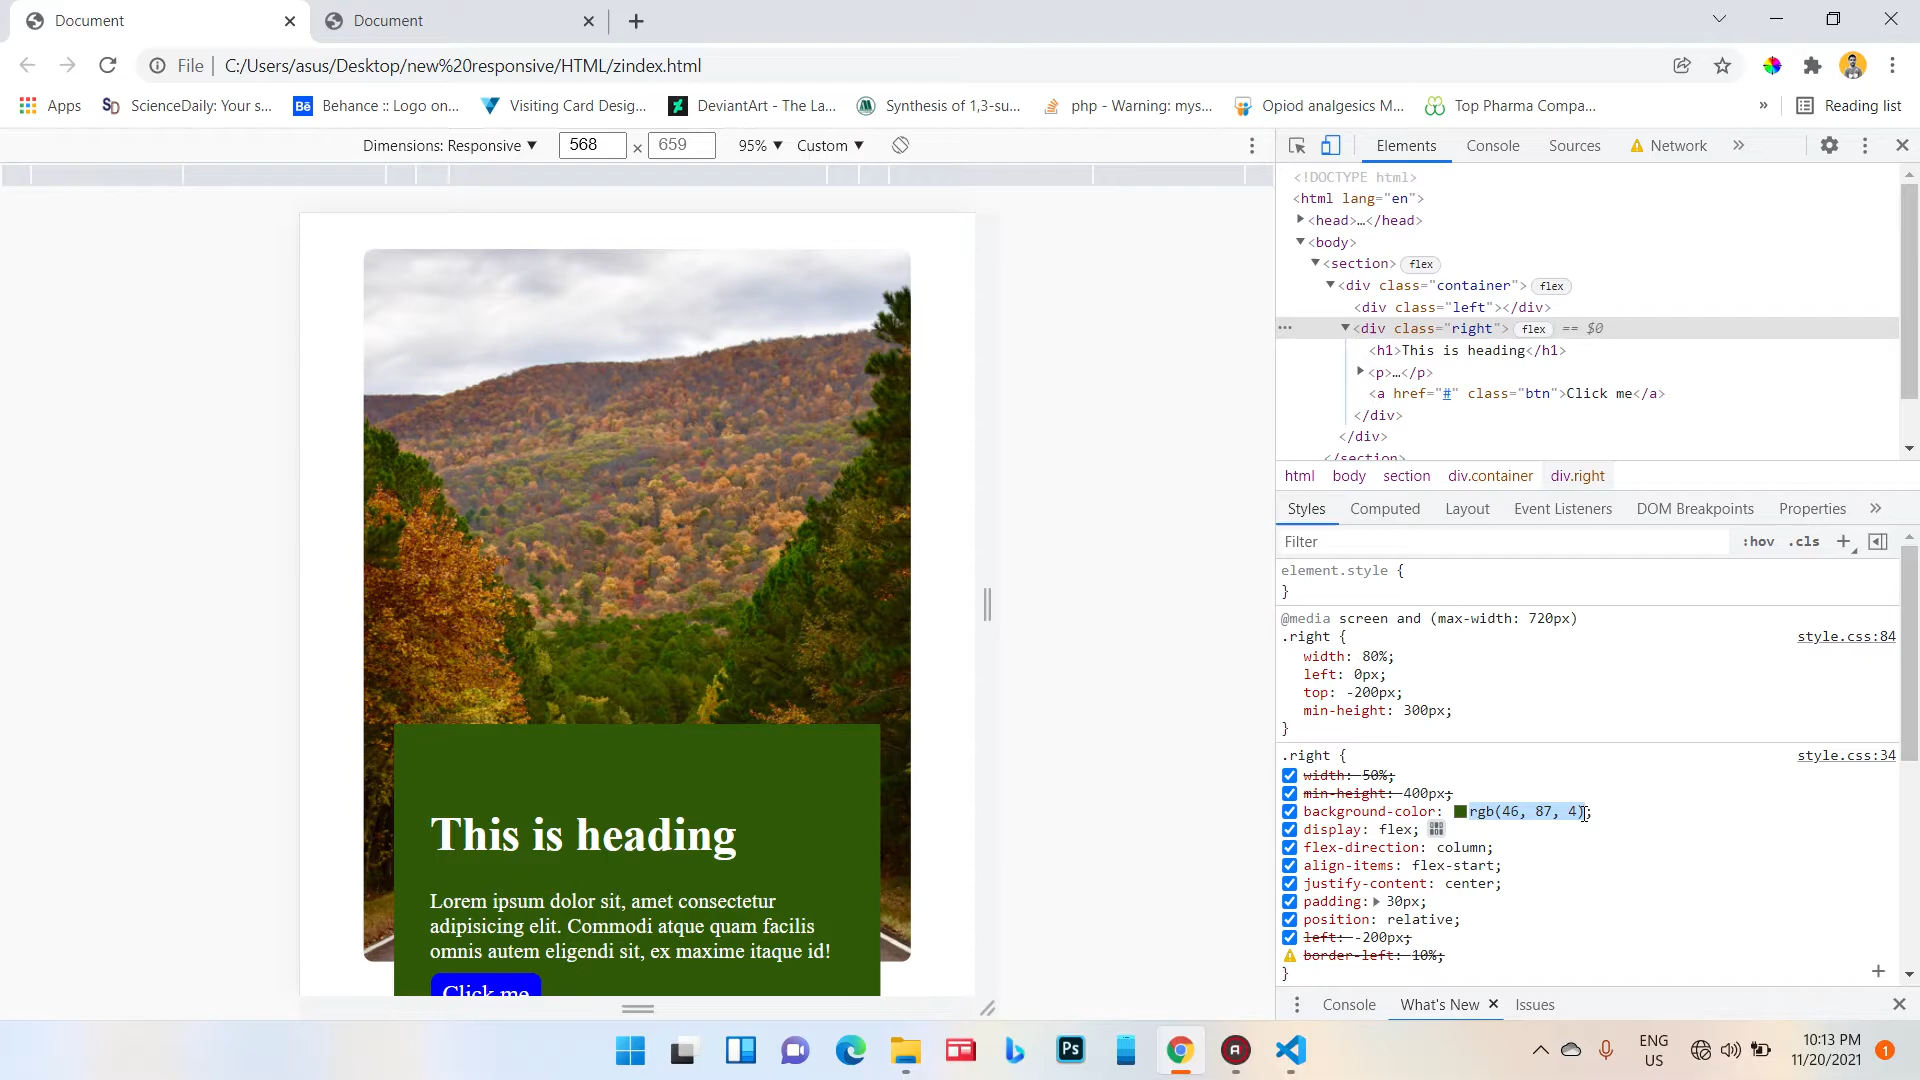 Document
Document
File
C:/Users/asus/Desktop/new%20responsive/HTML/zindex.html
Apps
ScienceDaily: Your s...
Bē Behance :: Logo on...
Visiting Card Desig...
DeviantArt - The La...
Synthesis of 1,3-su...
php - Warning: mys...
Opiod analgesics M...
Top Pharma Compa...
»
Reading list
Dimensions: Responsive
568 × 659
95%
Custom
Elements
Console
Sources
Network
»
<!DOCTYPE html>
<html lang="en">
<head>…</head>
<body>
<section> flex
<div class="container"> flex
<div class="left"></div>
<div class="right"> flex == $0
<h1>This is heading</h1>
<p>…</p>
<a href="#" class="btn">Click me</a>
</div>
</div>
</section>
html body section div.container div.right
Styles Computed Layout Event Listeners DOM Breakpoints Properties »
Filter :hov .cls
element.style {
}
@media screen and (max-width: 720px)
.right { style.css:84
width: 80%;
left: 0px;
top: -200px;
min-height: 300px;
}
.right { style.css:34
width: 50%;
min-height: 400px;
background-color: rgb(46, 87, 4);
display: flex;
flex-direction: column;
align-items: flex-start;
justify-content: center;
padding: 30px;
position: relative;
left: -200px;
border-left: 10%;
}
Console What's New Issues
This is heading
Lorem ipsum dolor sit, amet consectetur
adipisicing elit. Commodi atque quam facilis
omnis autem eligendi sit, ex maxime itaque id!
Click me
Ps
ENG
US
10:13 PM
11/20/2021
1